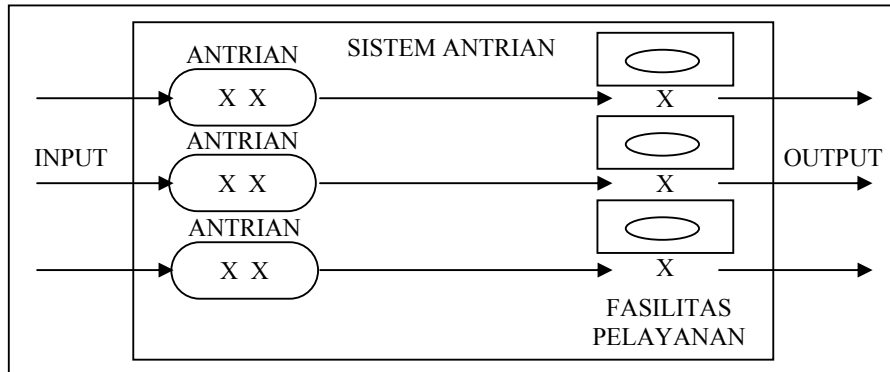 ANTRIAN
SISTEM ANTRIAN
X X
X
ANTRIAN
INPUT
X X
X
OUTPUT
ANTRIAN
X X
X
FASILITAS
PELAYANAN